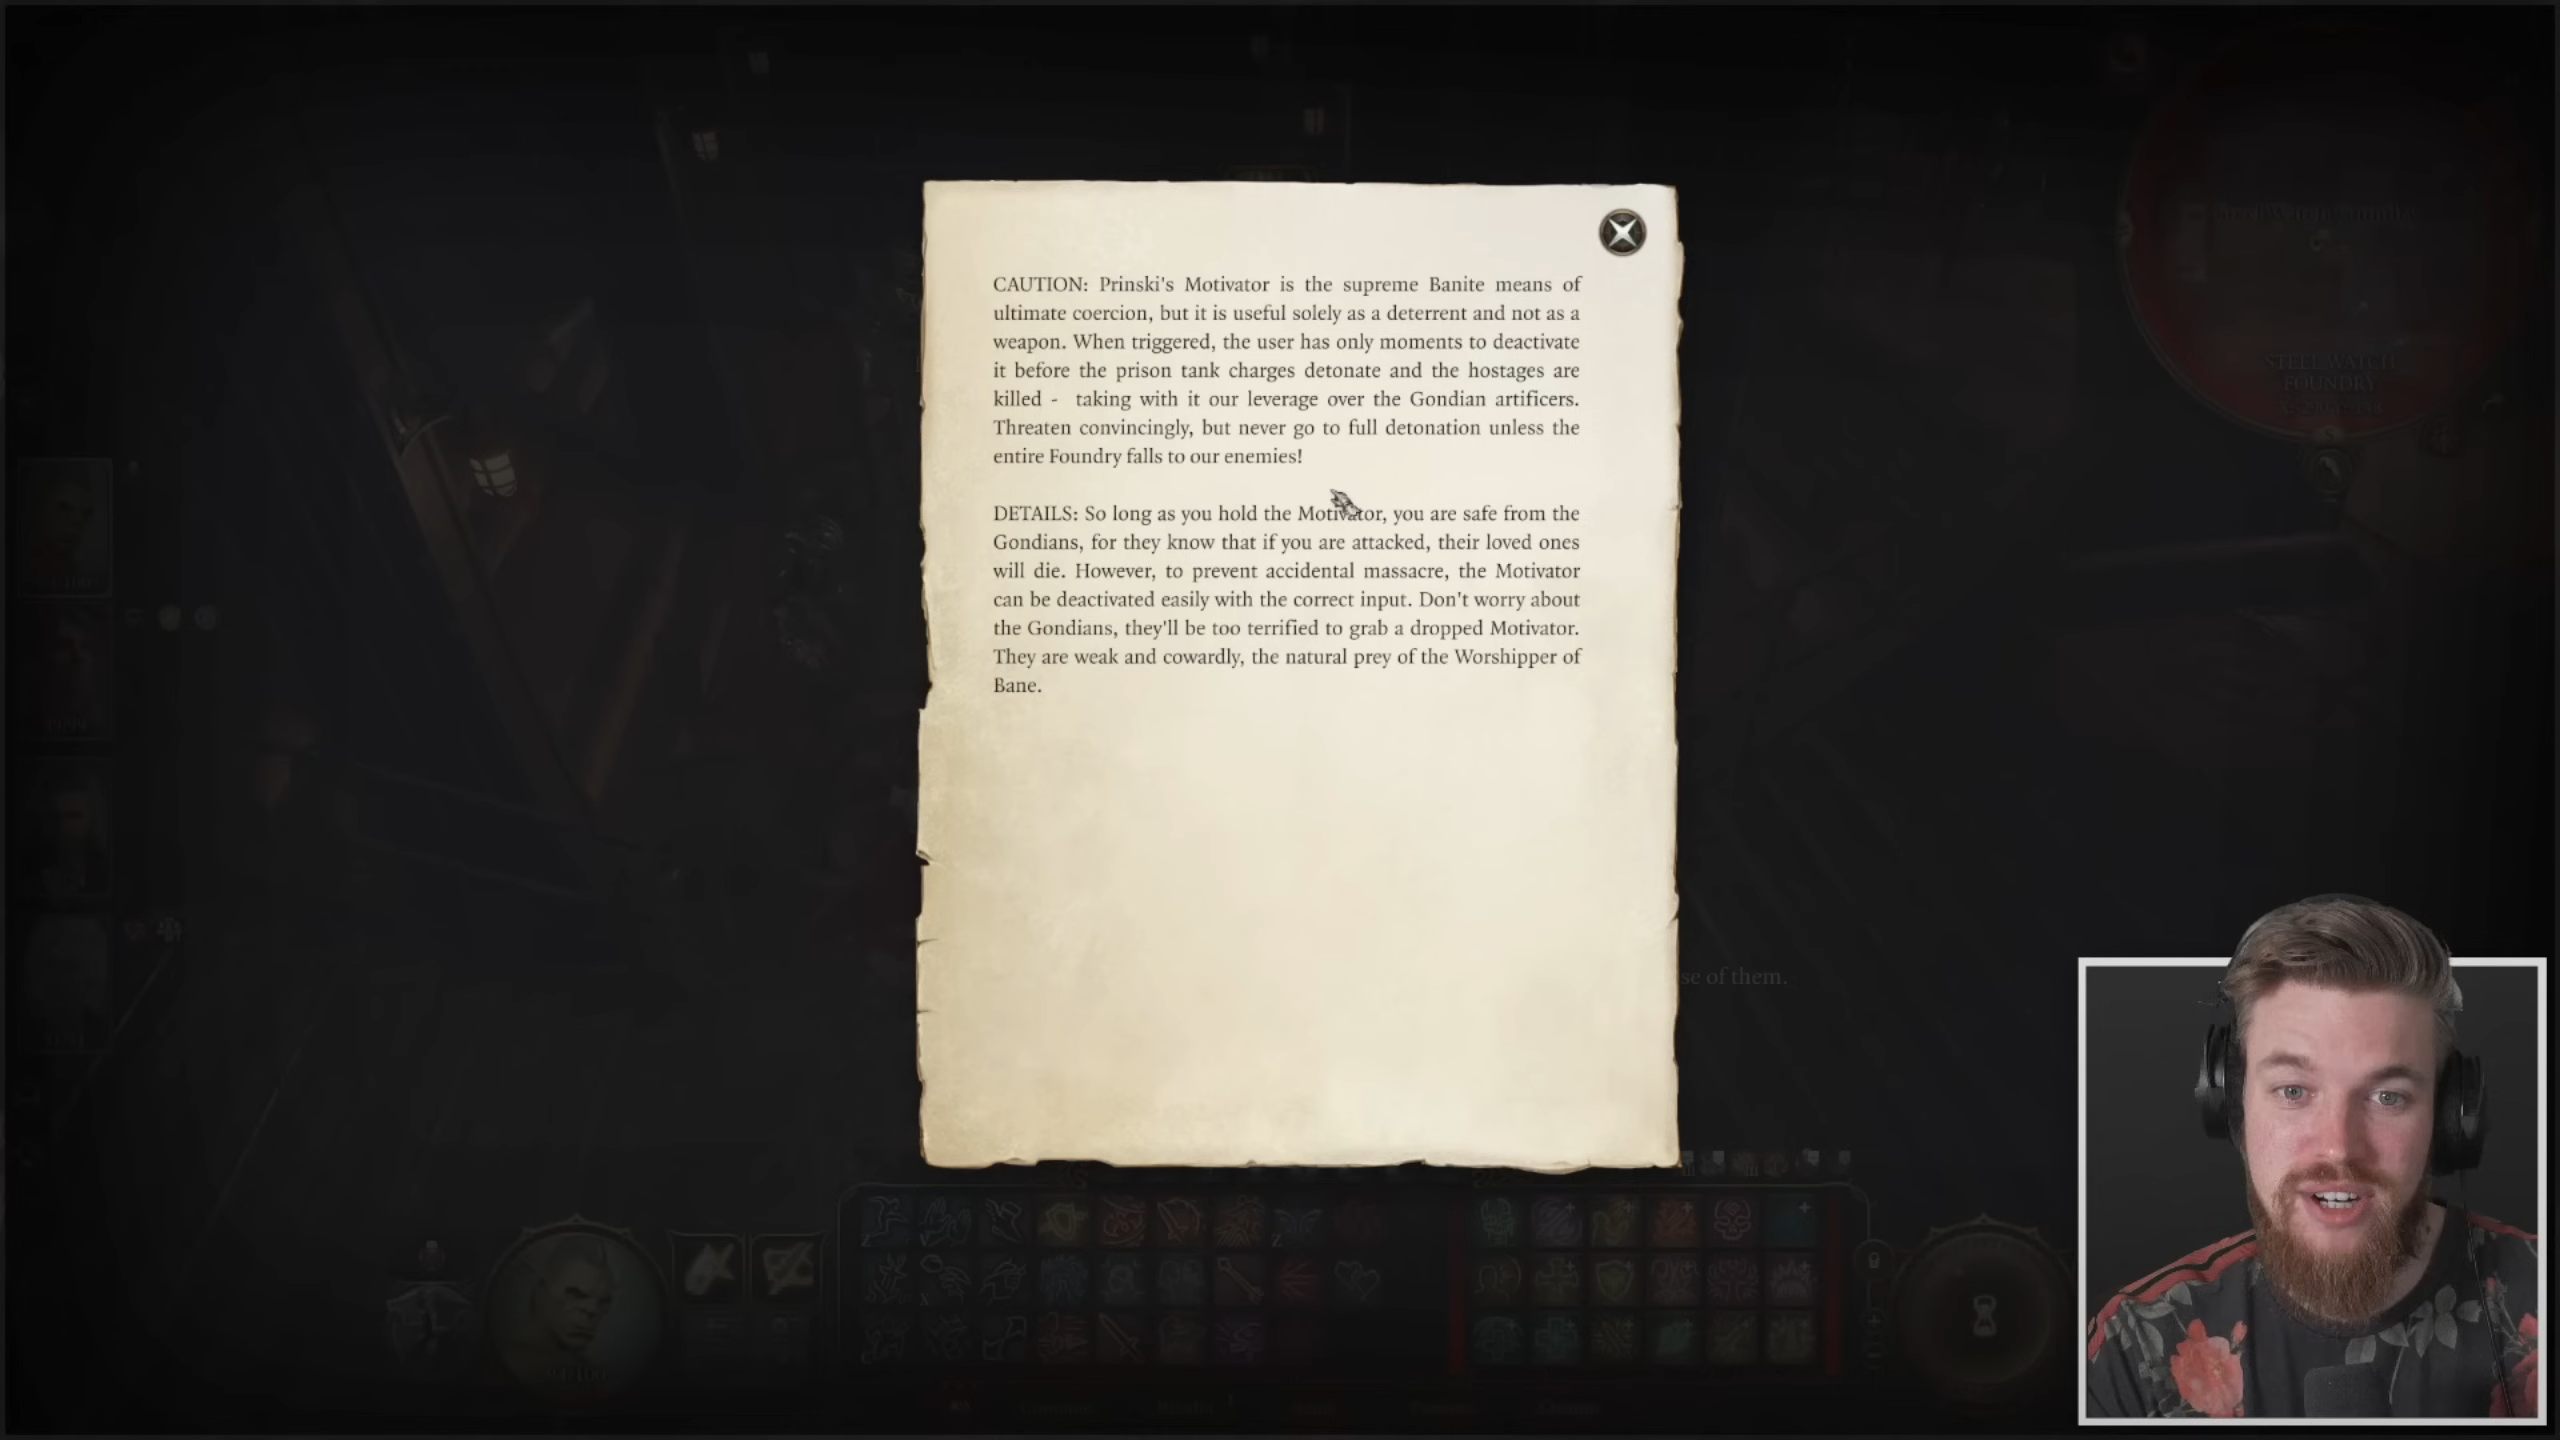 CAUTION: Prinski's Motivator is the supreme Banite means of
ultimate coercion, but it is useful solely as a deterrent and not as a
weapon. When triggered, the user has only moments to deactivate
it before the prison tank charges detonate and the hostages are
killed - taking with it our leverage over the Gondian artificers.
Threaten convincingly, but never go to full detonation unless the
entire Foundry falls to our enemies!
DETAILS: So long as you hold the Motivator, you are safe from the
Gondians, for they know that if you are attacked, their loved ones
will die. However, to prevent accidental massacre, the Motivator
can be deactivated easily with the correct input. Don't worry about
the Gondians, they'll be too terrified to grab a dropped Motivator.
They are weak and cowardly, the natural prey of the Worshipper of
Bane.
STEEL WATCH
FOUNDRY
se of them.